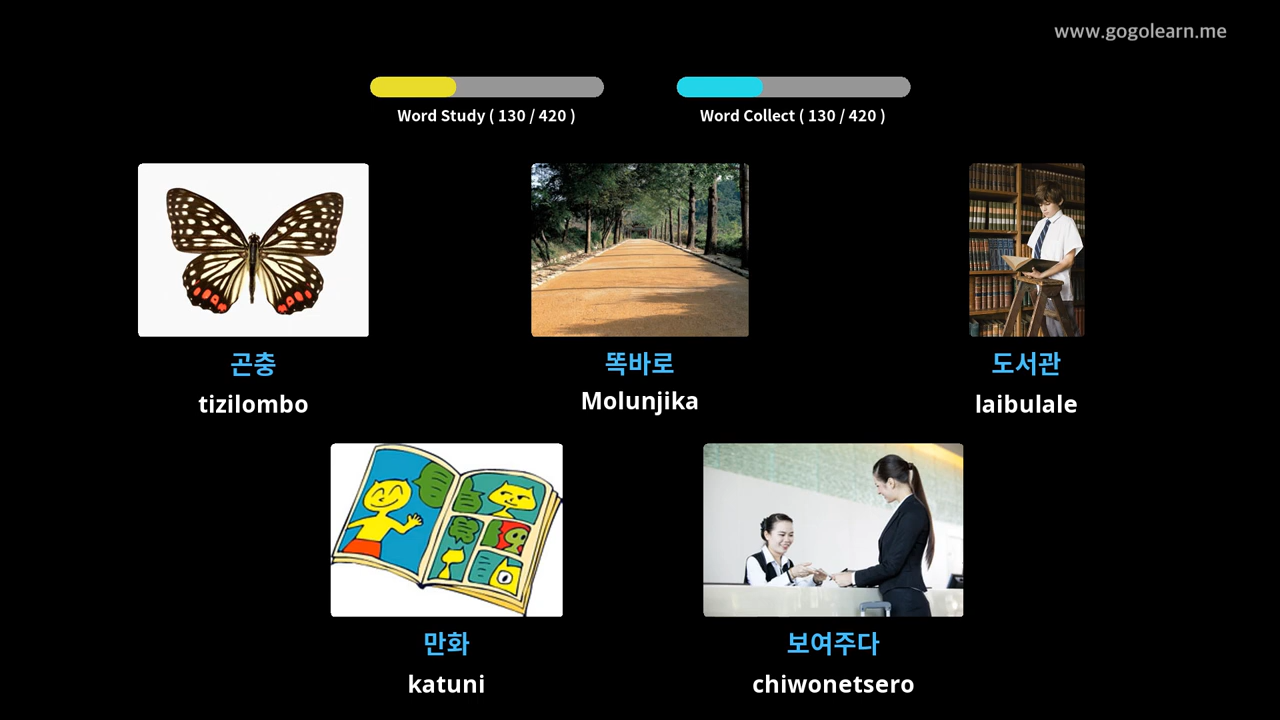 www.gogolearn.me
Word Study ( 130 / 420 )
Word Collect ( 130 / 420 )
곤충
tizilombo
똑바로
Molunjika
도서관
laibulale
만화
katuni
보여주다
chiwonetsero